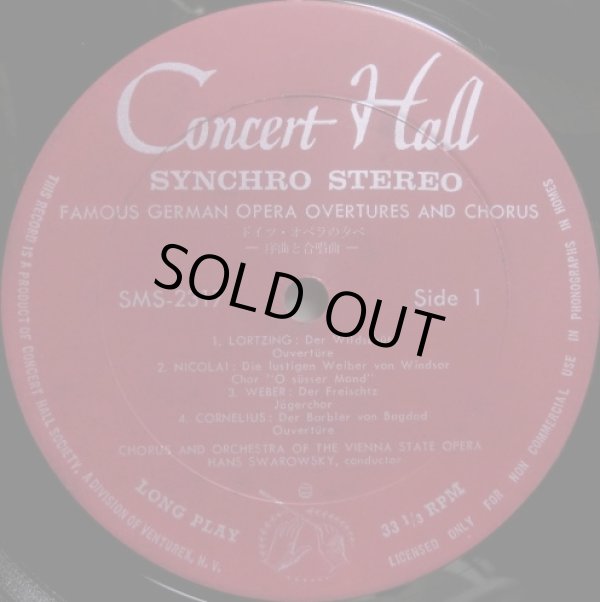 Concert Hall
SYNCHRO STEREO
FAMOUS GERMAN OPERA OVERTURES AND CHORUS
ドイツ・オペラの夕べ
— 序曲と合唱曲 —
SOLD OUT
Side 1
1. LORTZING: Der
Ouvertüre
2. NICOLAI: Die lustigen Weiber von Windsor
Chor "O süsser Mond"
3. WEBER: Der Freischtz
Jägerchor
4. CORNELIUS: Der Barbier von Bagdad
Ouvertüre
CHORUS AND ORCHESTRA OF THE VIENNA STATE OPERA
HANS SWAROWSKY, conductor
LONG PLAY
33 1/3 RPM
THIS RECORD IS A PRODUCT OF CONCERT HALL SOCIETY, A DIVISION OF VENTUREX, N. V.
LICENSED ONLY FOR NON COMMERCIAL USE IN PHONOGRAPHS IN HOMES